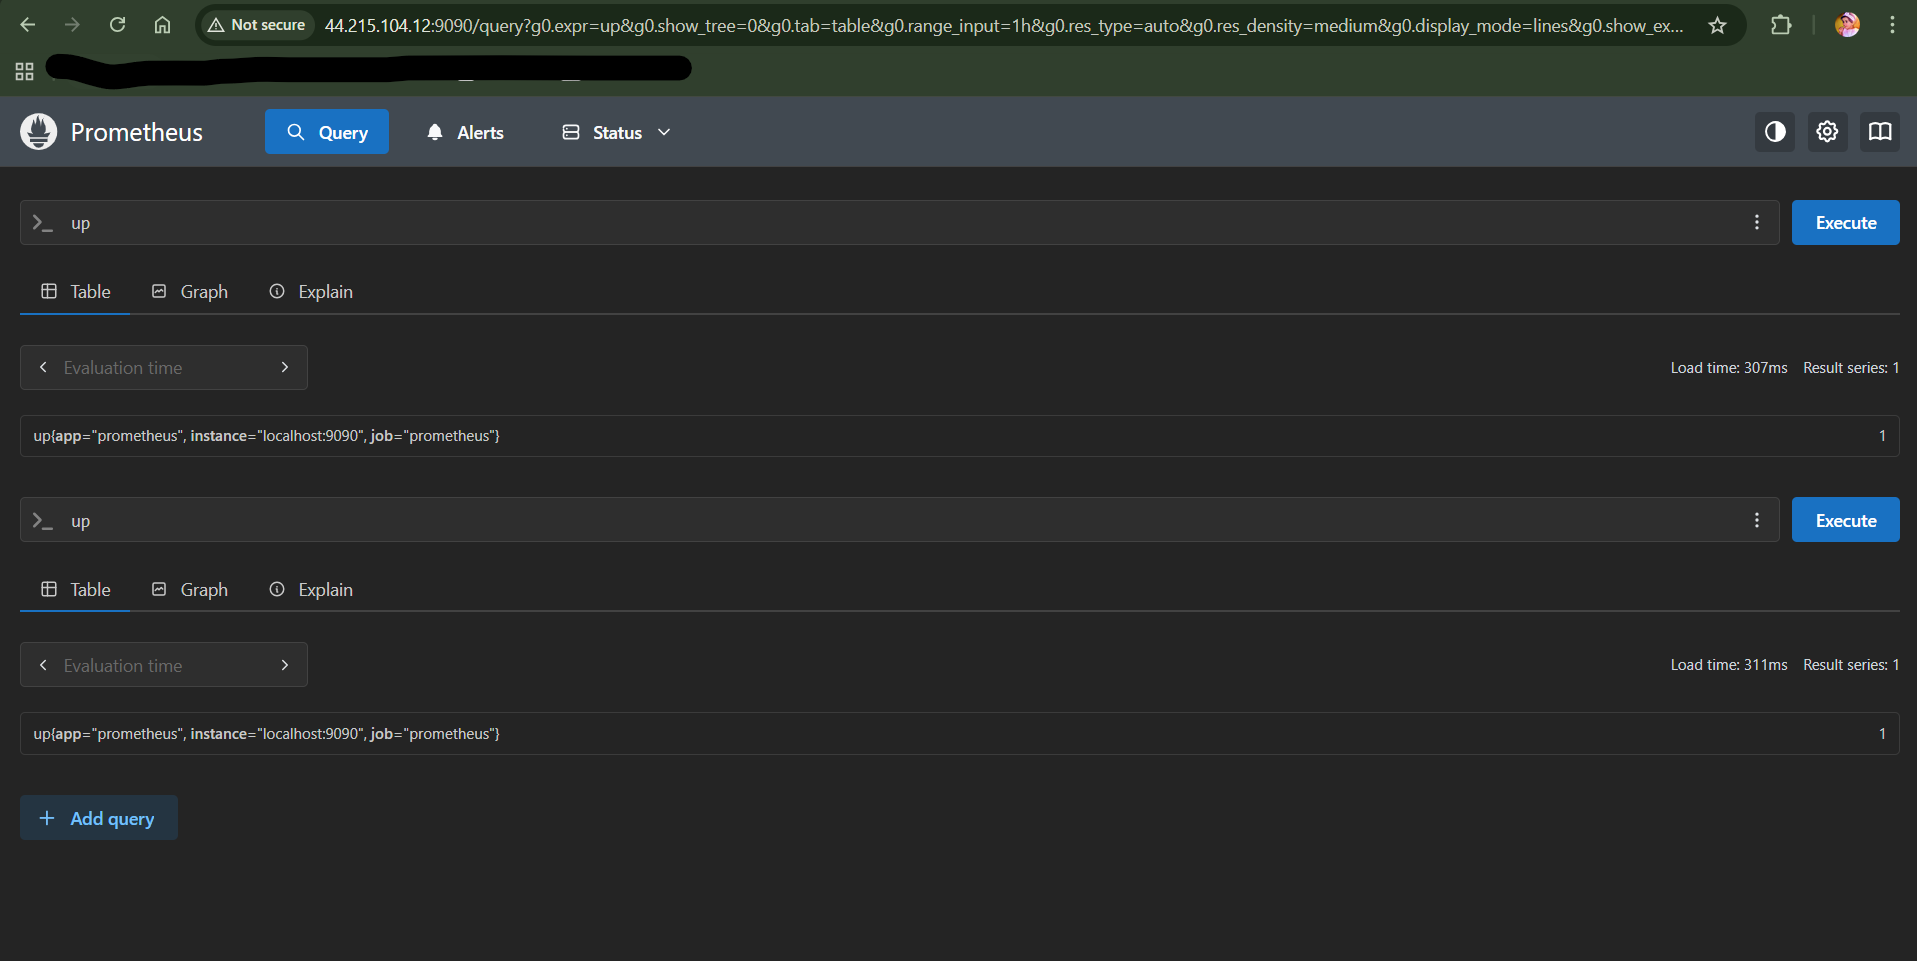 Not secure 44.215.104.12:9090/query?g0.expr=up&g0.show_tree=0&g0.tab=table&g0.range_input=1h&g0.res_type=auto&g0.res_density=medium&g0.display_mode=lines&g0.show_ex...
Prometheus Query Alerts Status
>_ up Execute
Table Graph Explain
Evaluation time Load time: 307ms Result series: 1
up{app="prometheus", instance="localhost:9090", job="prometheus"} 1
>_ up Execute
Table Graph Explain
Evaluation time Load time: 311ms Result series: 1
up{app="prometheus", instance="localhost:9090", job="prometheus"} 1
+ Add query